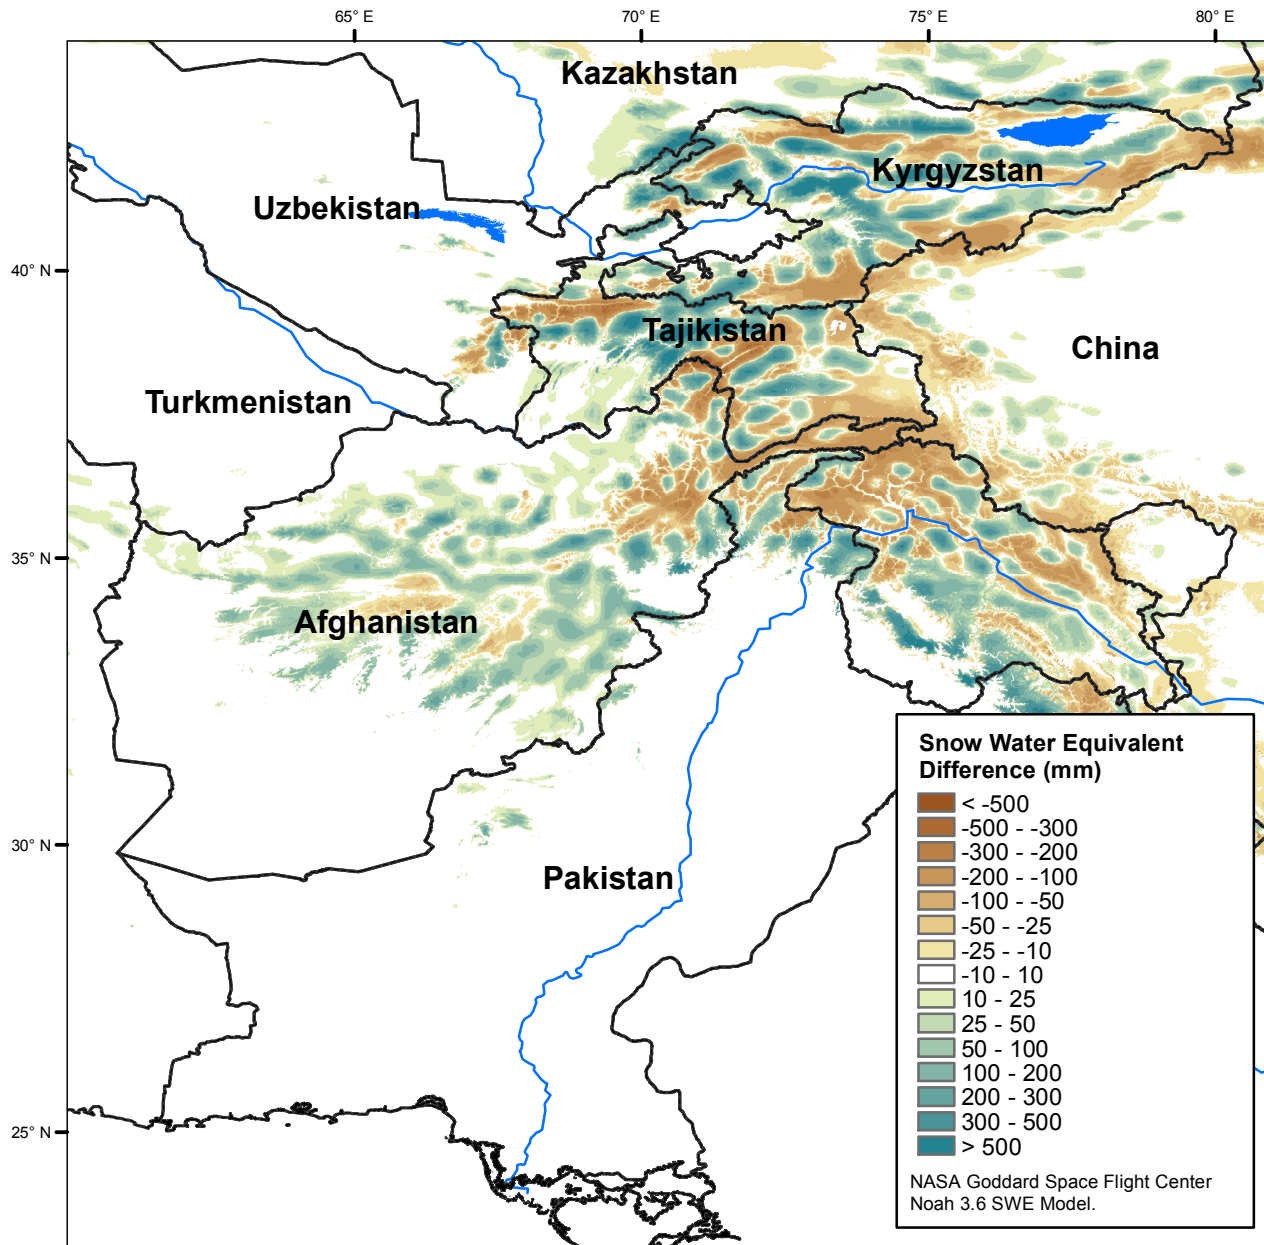 65° E
70° E
75° E
80° E
Kazakhstan
Kyrgyzstan
Uzbekistan
40° N
Tajikistan
China
Turkmenistan
35° N
Afghanistan
30° N
Pakistan
25° N
Snow Water Equivalent
Difference (mm)
< -500
-500 - -300
-300 - -200
-200 - -100
-100 - -50
-50 - -25
-25 - -10
-10 - 10
10 - 25
25 - 50
50 - 100
100 - 200
200 - 300
300 - 500
> 500
NASA Goddard Space Flight Center
Noah 3.6 SWE Model.